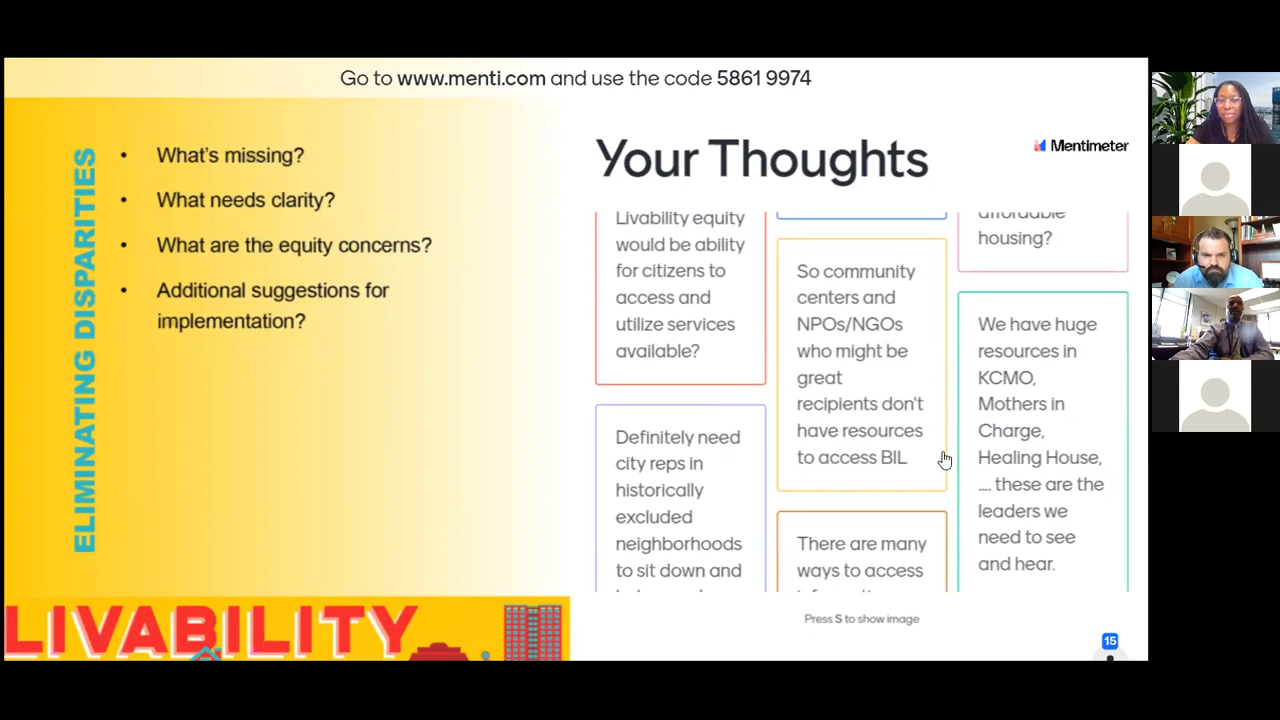 Go to www.menti.com and use the code 5861 9974
ELIMINATING DISPARITIES
• What's missing?
• What needs clarity?
• What are the equity concerns?
• Additional suggestions for
implementation?
LIVABILITY
Your Thoughts
Mentimeter
Livability equity
would be ability
for citizens to
access and
utilize services
available?
Definitely need
city reps in
historically
excluded
neighborhoods
to sit down and
So community
centers and
NPOs/NGOs
who might be
great
recipients don't
have resources
to access BIL
There are many
ways to access
affordable
housing?
We have huge
resources in
KCMO,
Mothers in
Charge,
Healing House,
.... these are the
leaders we
need to see
and hear.
Press S to show image
15